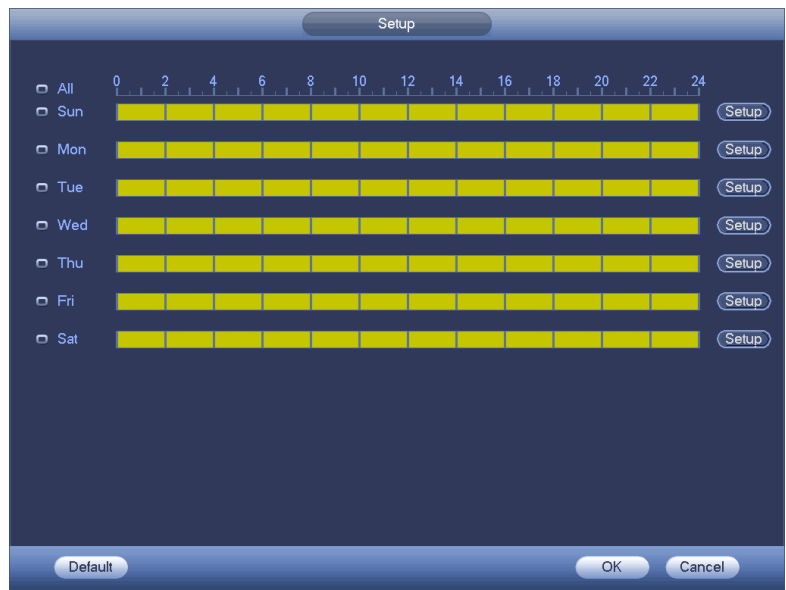 Setup
All 0 2 4 6 8 10 12 14 16 18 20 22 24
Sun Setup
Mon Setup
Tue Setup
Wed Setup
Thu Setup
Fri Setup
Sat Setup
Default OK Cancel